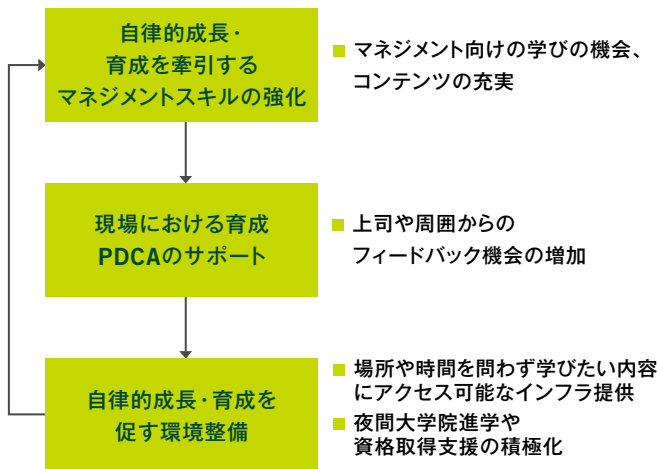 自律的成長・
育成を牽引する
マネジメントスキルの強化
マネジメント向けの学びの機会、
コンテンツの充実
現場における育成
PDCAのサポート
上司や周囲からの
フィードバック機会の増加
自律的成長・育成を
促す環境整備
場所や時間を問わず学びたい内容
にアクセス可能なインフラ提供
夜間大学院進学や
資格取得支援の積極化